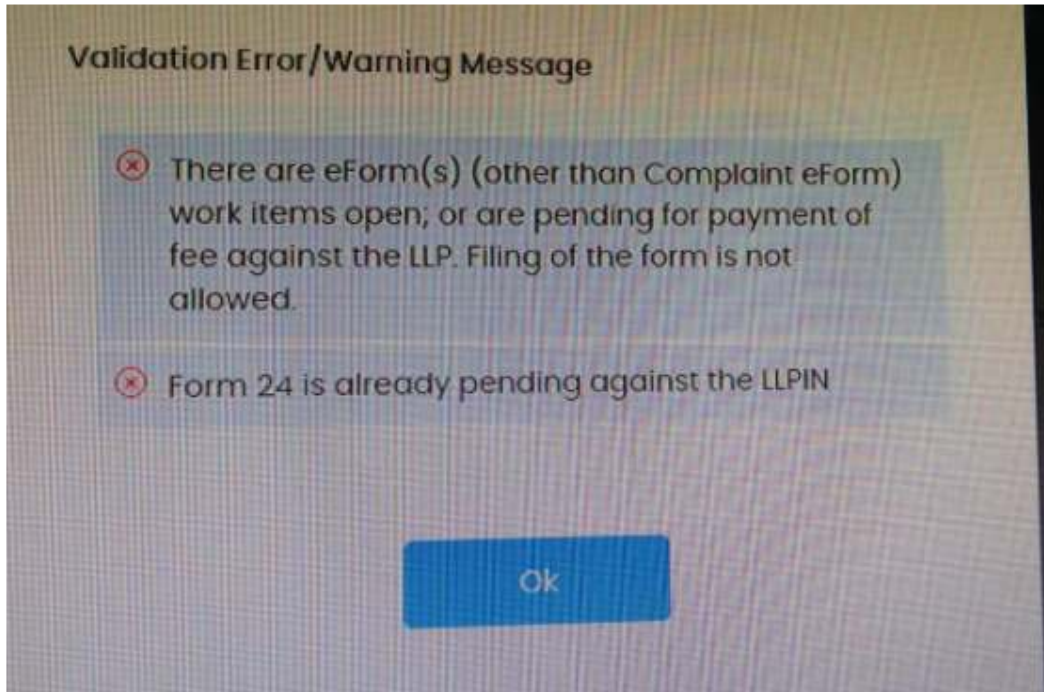 Validation Error/Warning Message
There are eForm(s) (other than Complaint eForm)
work items open; or are pending for payment of
fee against the LLP. Filing of the form is not
allowed.
Form 24 is already pending against the LLPIN
Ok